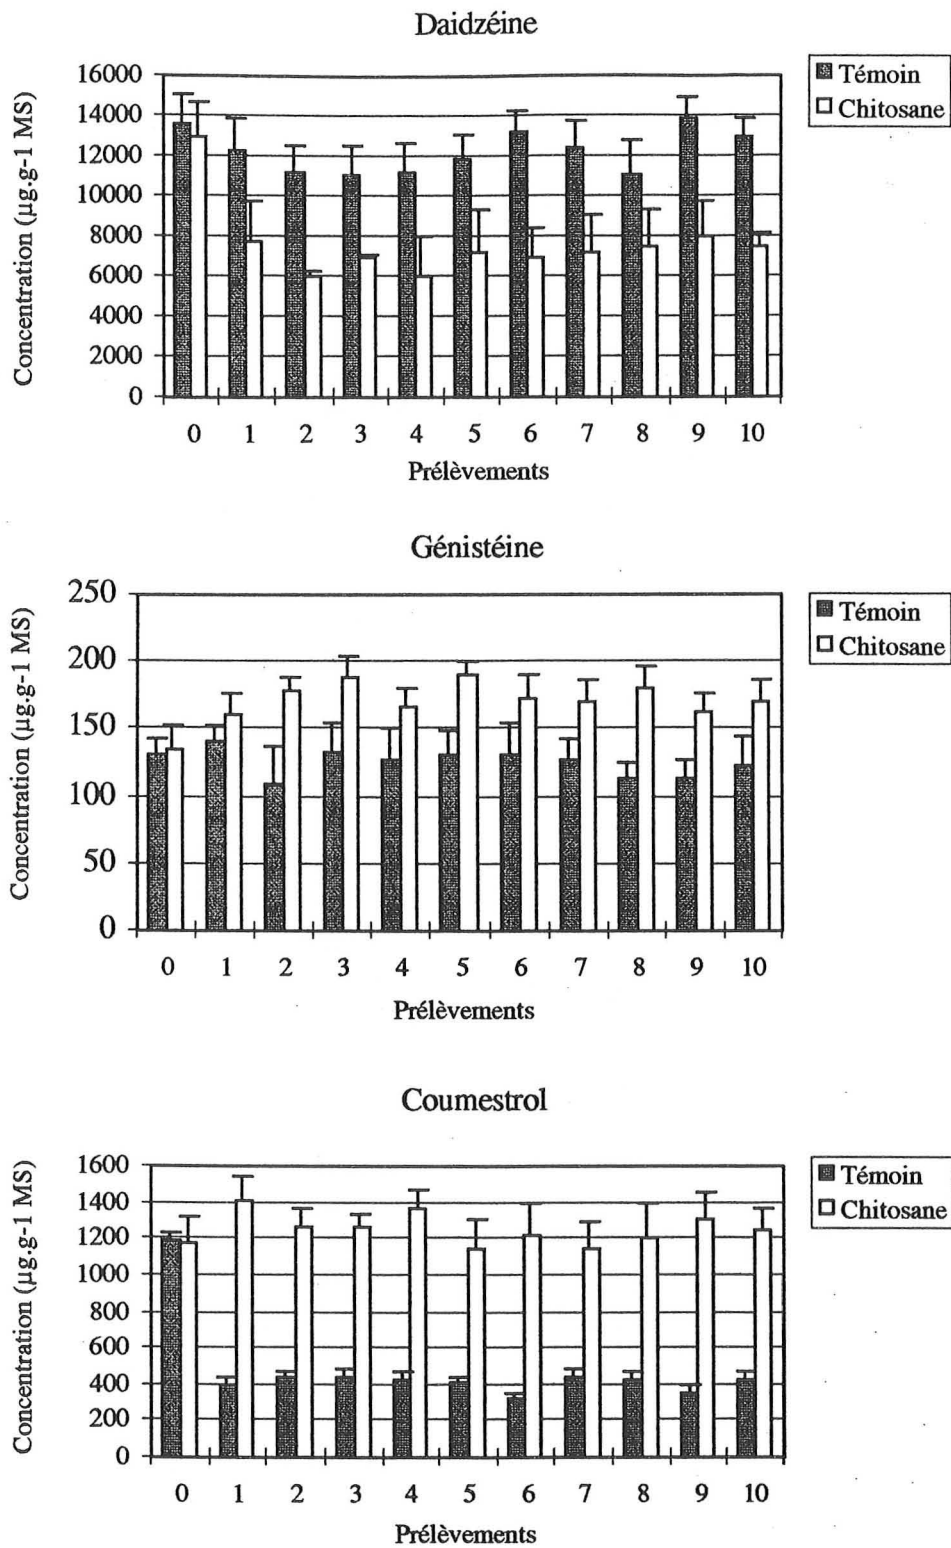 Daidzéine
Concentration (µg.g-1 MS)
16000
14000
12000
10000
8000
6000
4000
2000
0
0 1 2 3 4 5 6 7 8 9 10
Prélèvements
Témoin
Chitosane
Génistéine
Concentration (µg.g-1 MS)
250
200
150
100
50
0
0 1 2 3 4 5 6 7 8 9 10
Prélèvements
Témoin
Chitosane
Coumestrol
Concentration (µg.g-1 MS)
1600
1400
1200
1000
800
600
400
200
0
0 1 2 3 4 5 6 7 8 9 10
Prélèvements
Témoin
Chitosane